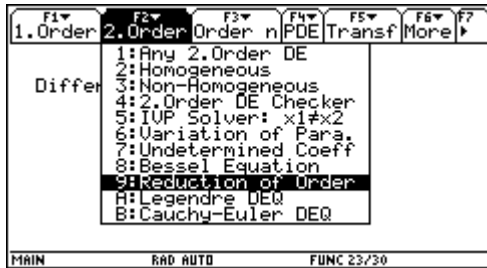 F1▾ F2▾ F3▾ F4▾ F5▾ F6▾ F7
1.Order 2.Order Order n PDE Transf More ▸
1:Any 2.Order DE
2:Homogeneous
Differ
3:Non-Homogeneous
4:2.Order DE Checker
5:IVP Solver: x1≠x2
6:Variation of Para.
7:Undetermined Coeff
8:Bessel Equation
9:Reduction of Order
A:Legendre DEQ
B:Cauchy-Euler DEQ
MAIN RAD AUTO FUNC 23/30